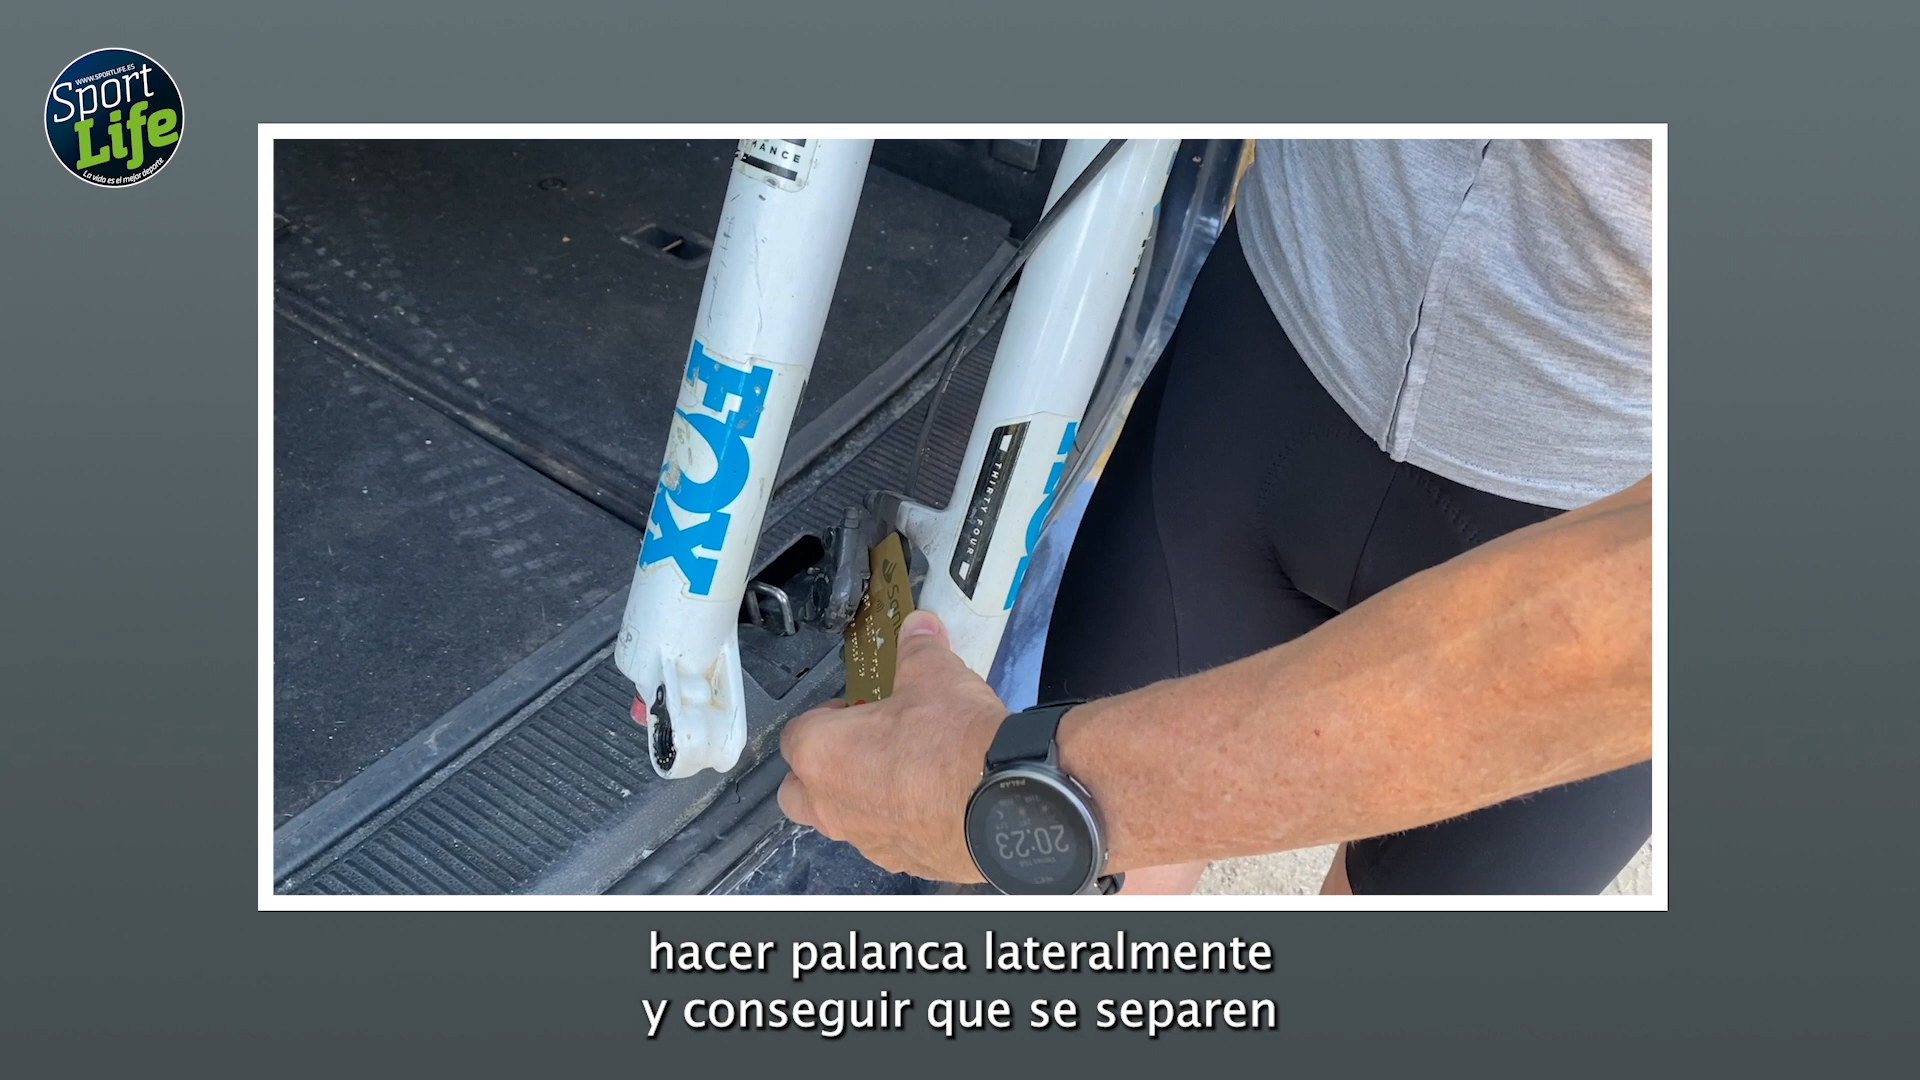 WWW.SPORTLIFE.ES
Sport
Life
La vida es el mejor deporte
FOX
THIRTY FOUR
POLAR
20:23
hacer palanca lateralmente
y conseguir que se separen